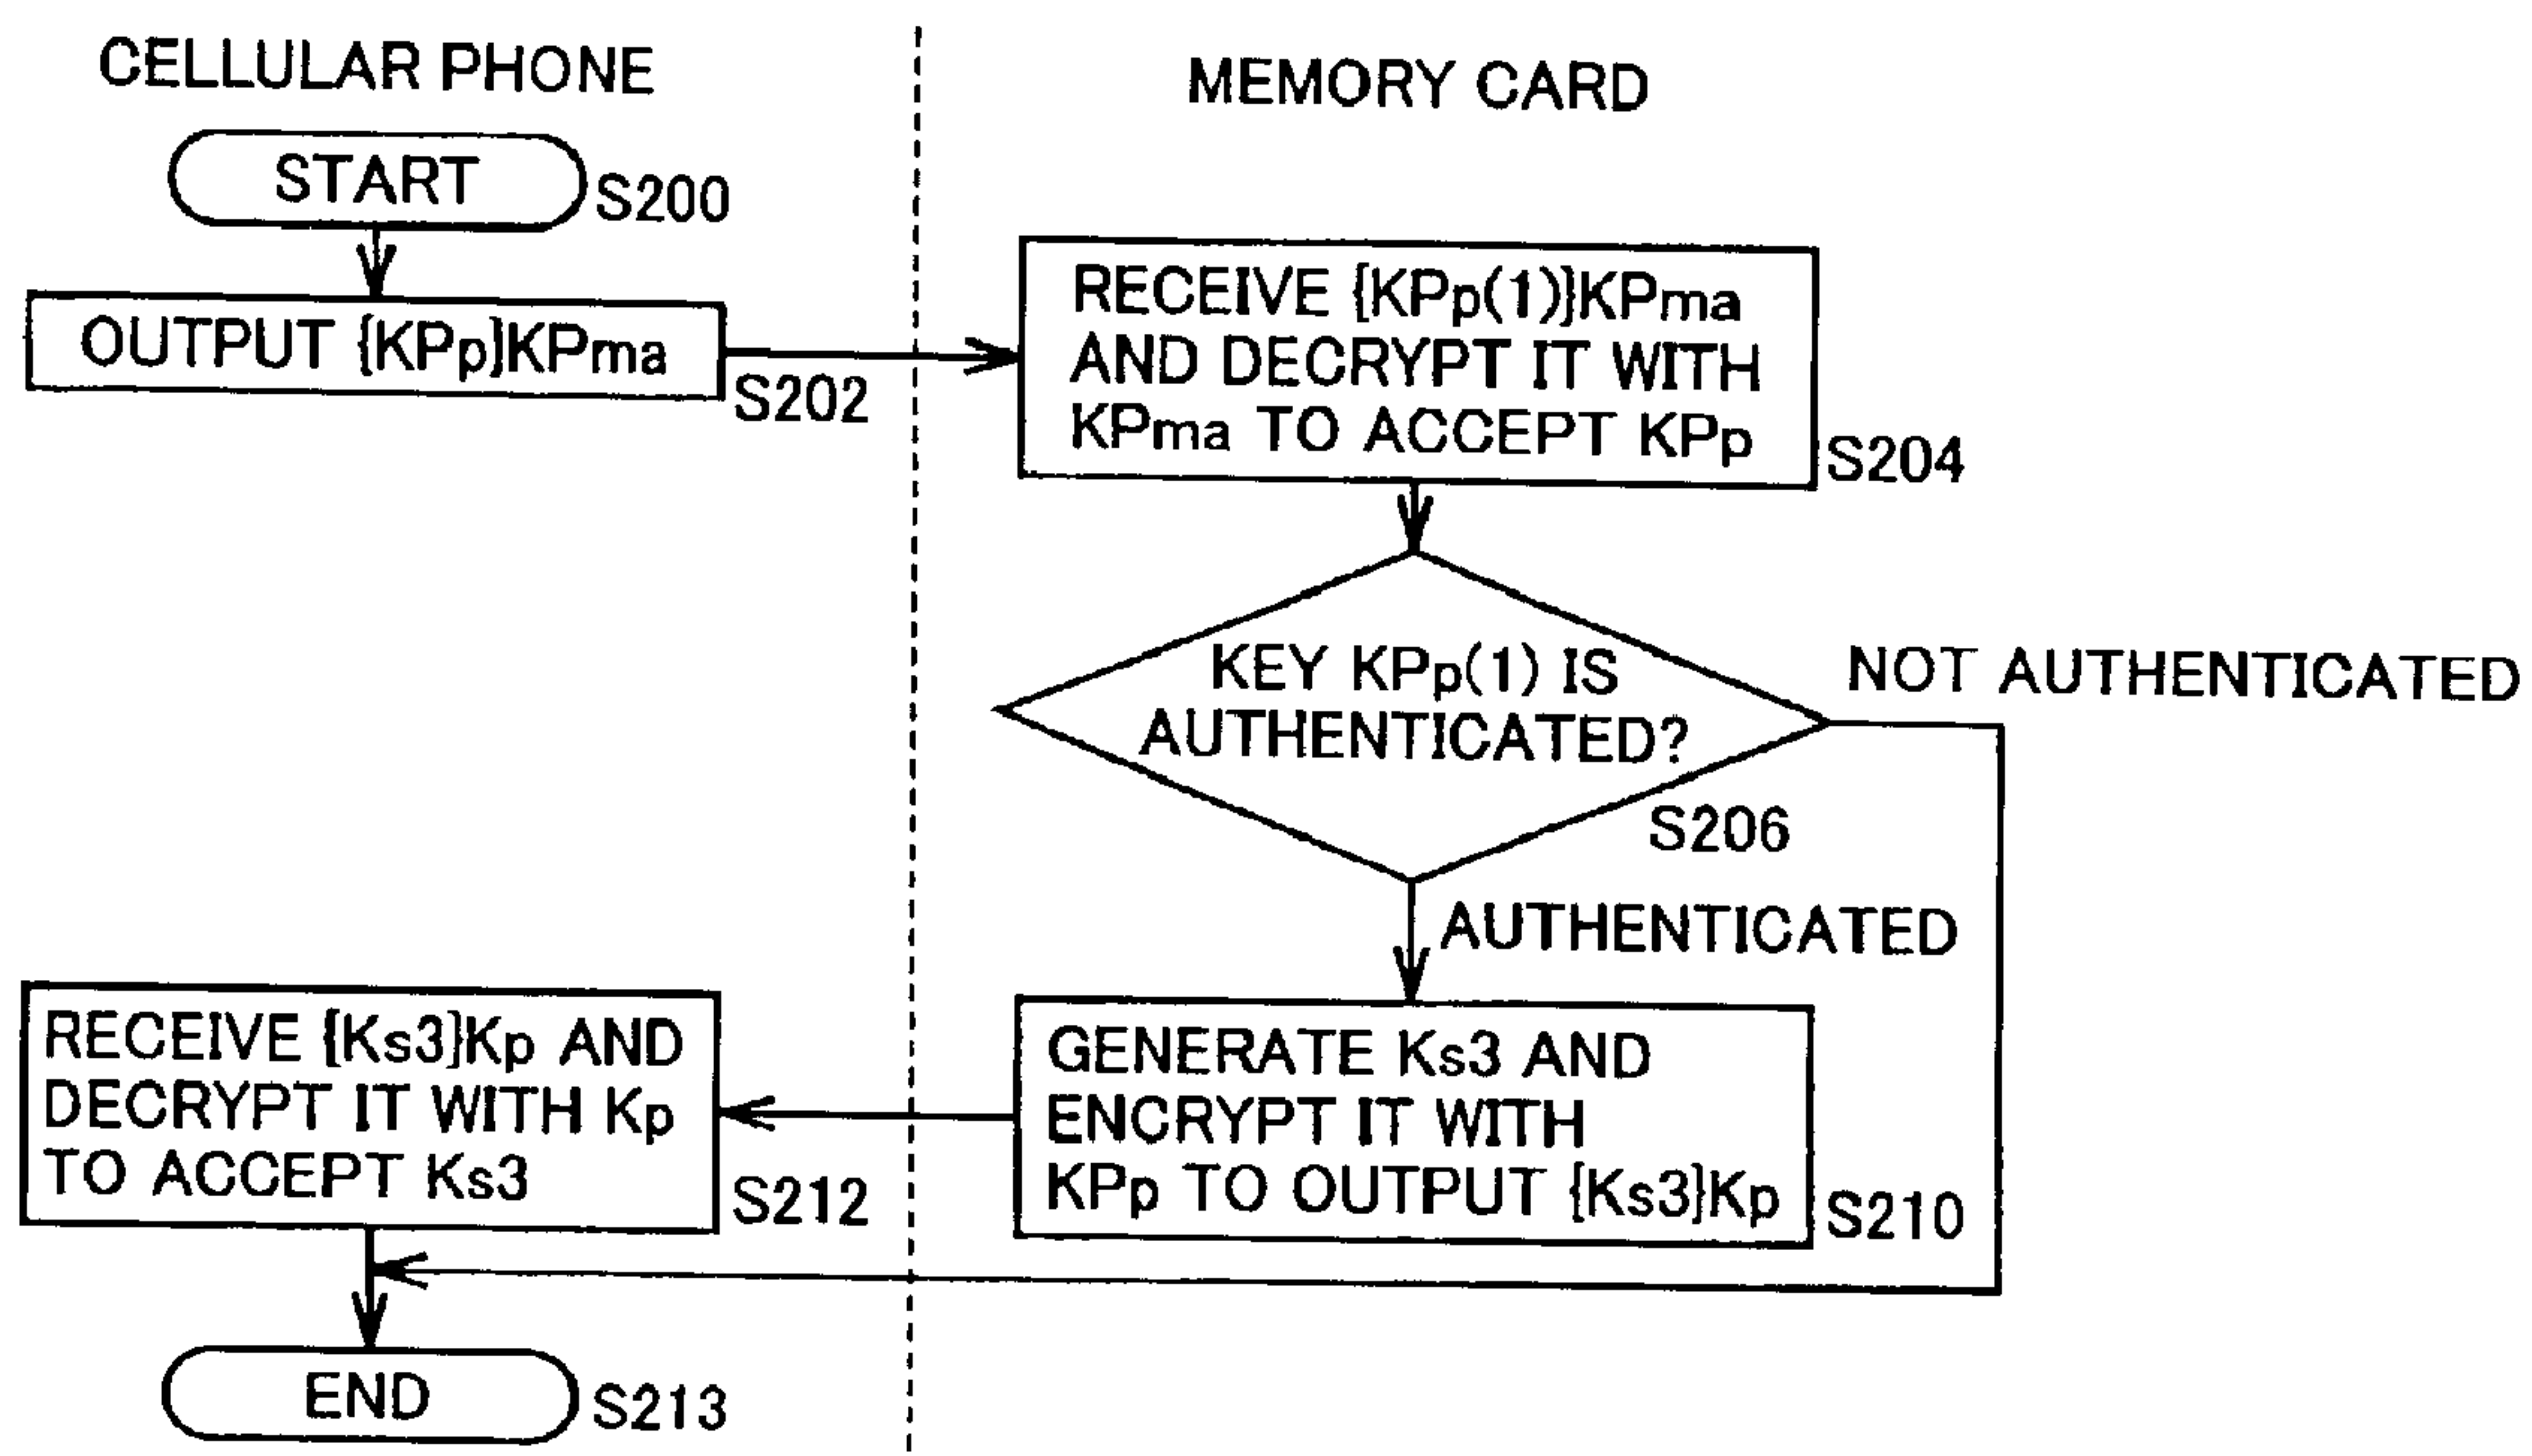 CELLULAR PHONE
MEMORY CARD
START
S200
OUTPUT {KPp}KPma
S202
RECEIVE {KPp(1)}KPma
AND DECRYPT IT WITH
KPma TO ACCEPT KPp
S204
KEY KPp(1) IS
AUTHENTICATED?
S206
NOT AUTHENTICATED
AUTHENTICATED
GENERATE Ks3 AND
ENCRYPT IT WITH
KPp TO OUTPUT {Ks3}Kp
S210
RECEIVE {Ks3}Kp AND
DECRYPT IT WITH Kp
TO ACCEPT Ks3
S212
END
S213